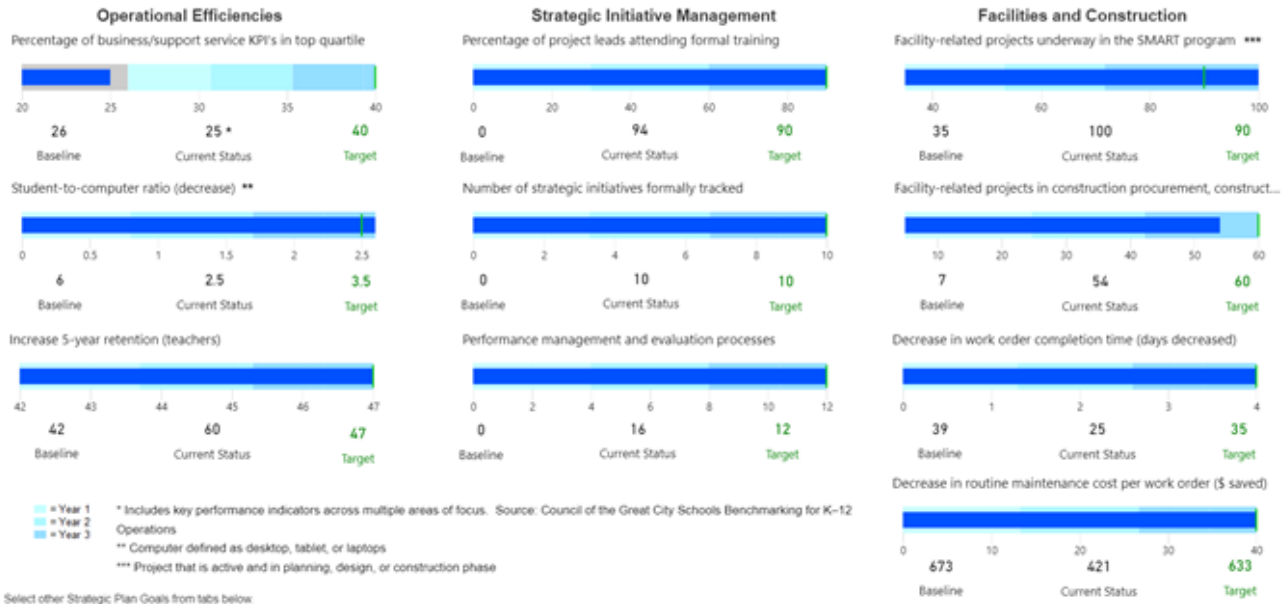 Operational Efficiencies
Percentage of business/support service KPI's in top quartile
20 25 30 35 40
26 25 * 40
Baseline Current Status Target
Student-to-computer ratio (decrease) **
0 0.5 1 1.5 2 2.5
6 2.5 3.5
Baseline Current Status Target
Increase 5-year retention (teachers)
42 43 44 45 46 47
42 60 47
Baseline Current Status Target
Strategic Initiative Management
Percentage of project leads attending formal training
0 20 40 60 80
0 94 90
Baseline Current Status Target
Number of strategic initiatives formally tracked
0 2 4 6 8 10
0 10 10
Baseline Current Status Target
Performance management and evaluation processes
0 2 4 6 8 10 12
0 16 12
Baseline Current Status Target
Facilities and Construction
Facility-related projects underway in the SMART program ***
40 60 80 100
35 100 90
Baseline Current Status Target
Facility-related projects in construction procurement, construct...
10 20 30 40 50 60
7 54 60
Baseline Current Status Target
Decrease in work order completion time (days decreased)
0 1 2 3 4
39 25 35
Baseline Current Status Target
Decrease in routine maintenance cost per work order ($ saved)
0 10 20 30 40
673 421 633
Baseline Current Status Target
= Year 1
= Year 2
= Year 3
* Includes key performance indicators across multiple areas of focus. Source: Council of the Great City Schools Benchmarking for K–12
Operations
** Computer defined as desktop, tablet, or laptops
*** Project that is active and in planning, design, or construction phase
Select other Strategic Plan Goals from tabs below